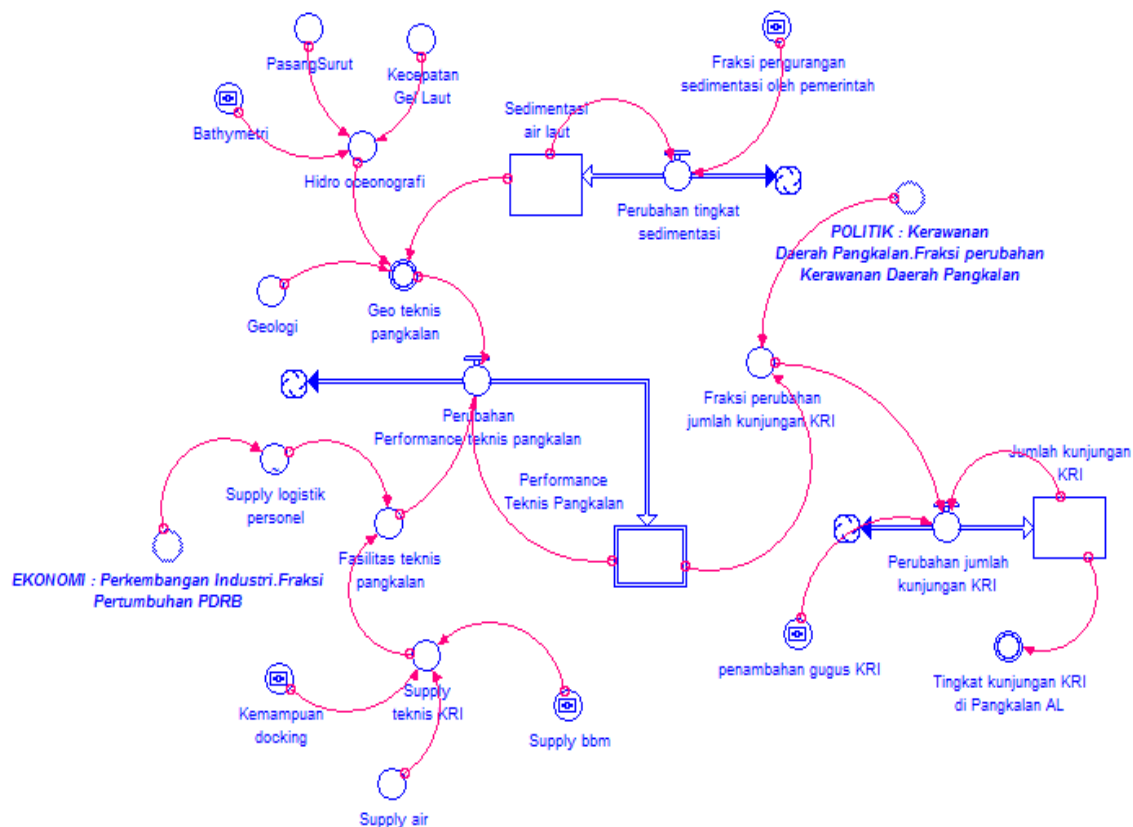 PasangSurut
Kecepatan
Gel Laut
Bathymetri
Hidro oceonografi
Fraksi pengurangan
sedimentasi oleh pemerintah
Sedimentasi
air laut
Perubahan tingkat
sedimentasi
POLITIK : Kerawanan
Daerah Pangkalan.Fraksi perubahan
Kerawanan Daerah Pangkalan
Geologi
Geo teknis
pangkalan
Perubahan
Performance teknis pangkalan
Fraksi perubahan
jumlah kunjungan KRI
Supply logistik
personel
Performance
Teknis Pangkalan
Jumlah kunjungan
KRI
Fasilitas teknis
pangkalan
EKONOMI : Perkembangan Industri.Fraksi
Pertumbuhan PDRB
Perubahan jumlah
kunjungan KRI
penambahan gugus KRI
Tingkat kunjungan KRI
di Pangkalan AL
Supply
teknis KRI
Kemampuan
docking
Supply bbm
Supply air